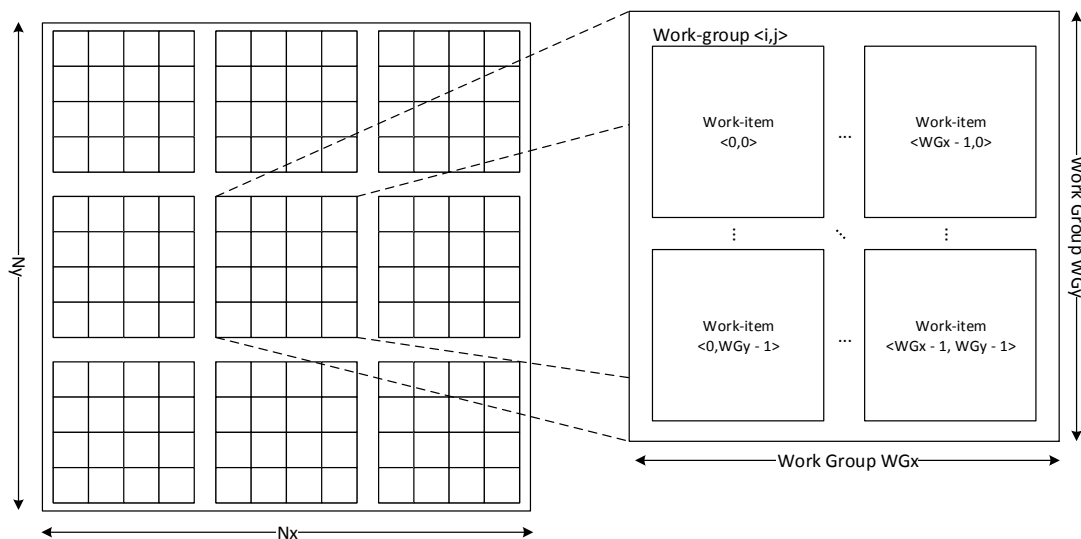 Work-group <i,j>
Work-item
<0,0>
...
Work-item
<WGx - 1,0>
Work-item
<0,WGy - 1>
...
Work-item
<WGx - 1, WGy - 1>
Work Group WGy
Work Group WGx
Ny
Nx